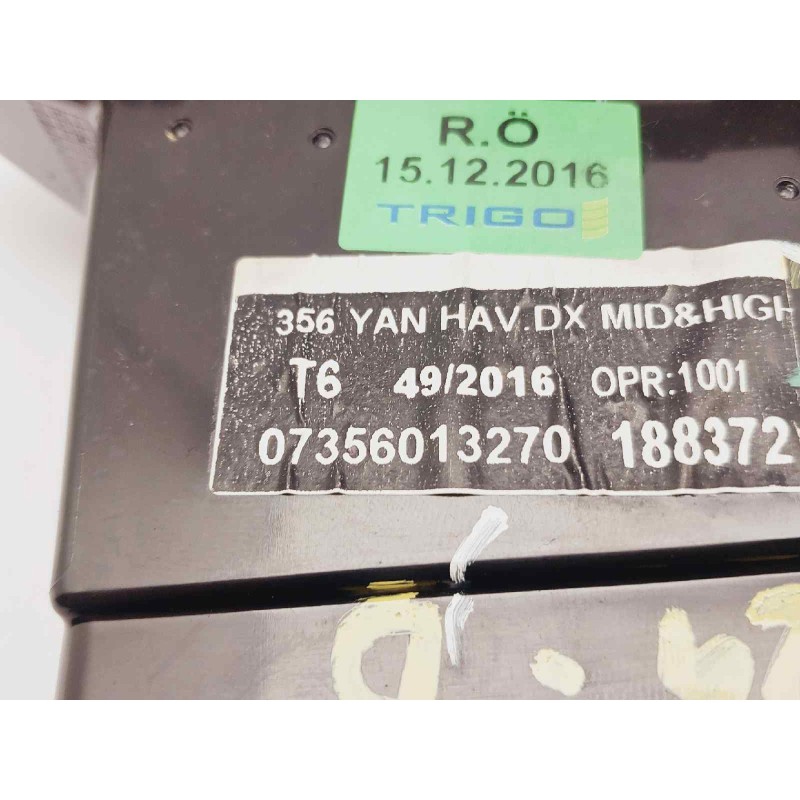 R.Ö
15.12.2016
TRIGO
356 YAN HAV.DX MID&HIGH
T6 49/2016 OPR:1001
07356013270 188372